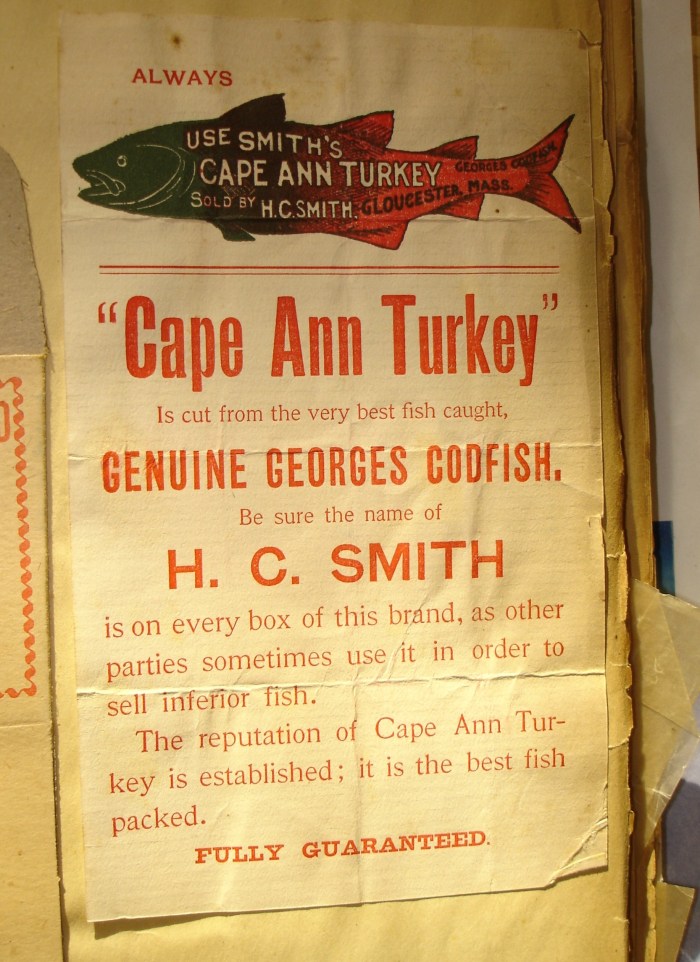 ALWAYS
USE SMITH'S
CAPE ANN TURKEY
GEORGES CODFISH.
SOLD BY H.C.SMITH. GLOUCESTER, MASS.
"Cape Ann Turkey"
Is cut from the very best fish caught,
GENUINE GEORGES CODFISH.
Be sure the name of
H. C. SMITH
is on every box of this brand, as other
parties sometimes use it in order to
sell inferior fish.
The reputation of Cape Ann Tur-
key is established; it is the best fish
packed.
FULLY GUARANTEED.